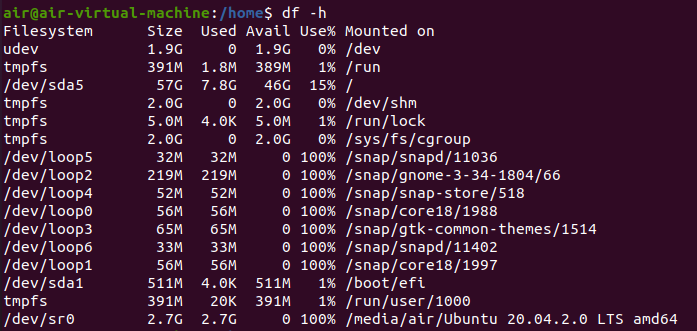 air@air-virtual-machine:/home$ df -h
Filesystem Size Used Avail Use% Mounted on
udev 1.9G 0 1.9G 0% /dev
tmpfs 391M 1.8M 389M 1% /run
/dev/sda5 57G 7.8G 46G 15% /
tmpfs 2.0G 0 2.0G 0% /dev/shm
tmpfs 5.0M 4.0K 5.0M 1% /run/lock
tmpfs 2.0G 0 2.0G 0% /sys/fs/cgroup
/dev/loop5 32M 32M 0 100% /snap/snapd/11036
/dev/loop2 219M 219M 0 100% /snap/gnome-3-34-1804/66
/dev/loop4 52M 52M 0 100% /snap/snap-store/518
/dev/loop0 56M 56M 0 100% /snap/core18/1988
/dev/loop3 65M 65M 0 100% /snap/gtk-common-themes/1514
/dev/loop6 33M 33M 0 100% /snap/snapd/11402
/dev/loop1 56M 56M 0 100% /snap/core18/1997
/dev/sda1 511M 4.0K 511M 1% /boot/efi
tmpfs 391M 20K 391M 1% /run/user/1000
/dev/sr0 2.7G 2.7G 0 100% /media/air/Ubuntu 20.04.2.0 LTS amd64